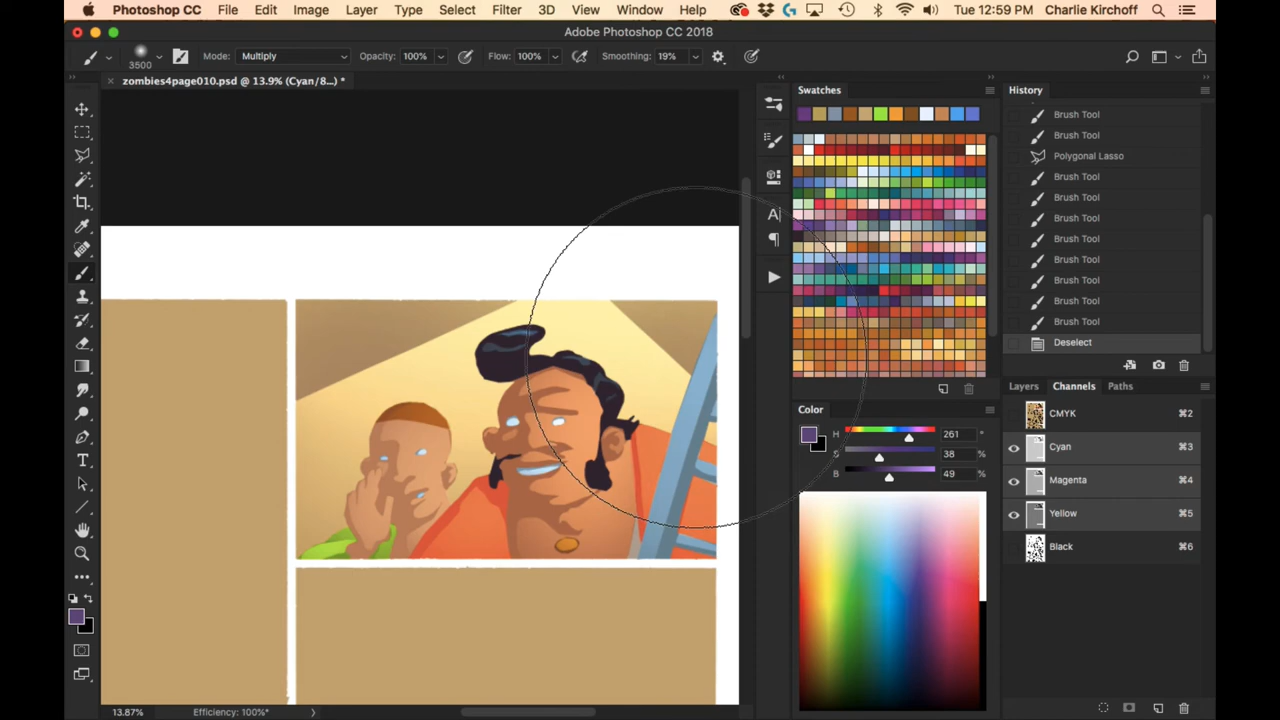 Photoshop CC File Edit Image Layer Type Select Filter 3D View Window Help Tue 12:59 PM Charlie Kirchoff
Adobe Photoshop CC 2018
3500 Mode: Multiply Opacity: 100% Flow: 100% Smoothing: 19%
× zombies4page010.psd @ 13.9% (Cyan/8...) *
Swatches
History
Brush Tool
Brush Tool
Polygonal Lasso
Brush Tool
Brush Tool
Brush Tool
Brush Tool
Brush Tool
Brush Tool
Brush Tool
Brush Tool
Deselect
Layers Channels Paths
CMYK ⌘2
Cyan ⌘3
Magenta ⌘4
Yellow ⌘5
Black ⌘6
Color
H 261 °
S 38 %
B 49 %
13.87% Efficiency: 100%*